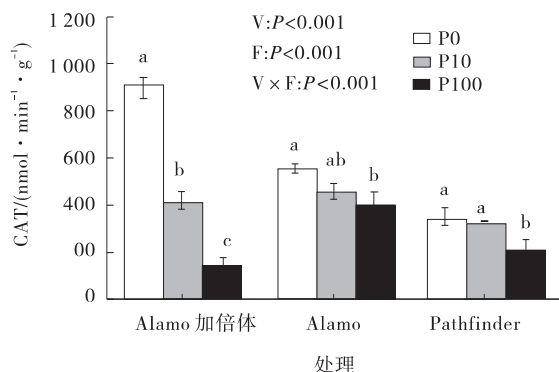 1 200
V:P<0.001
P0
F:P<0.001
P10
V×F:P<0.001
P100
1 000
800
600
400
00
0
CAT/(nmol·min⁻¹·g⁻¹)
a
b
c
a
ab
b
a
a
b
Alamo 加倍体
Alamo
Pathfinder
处理